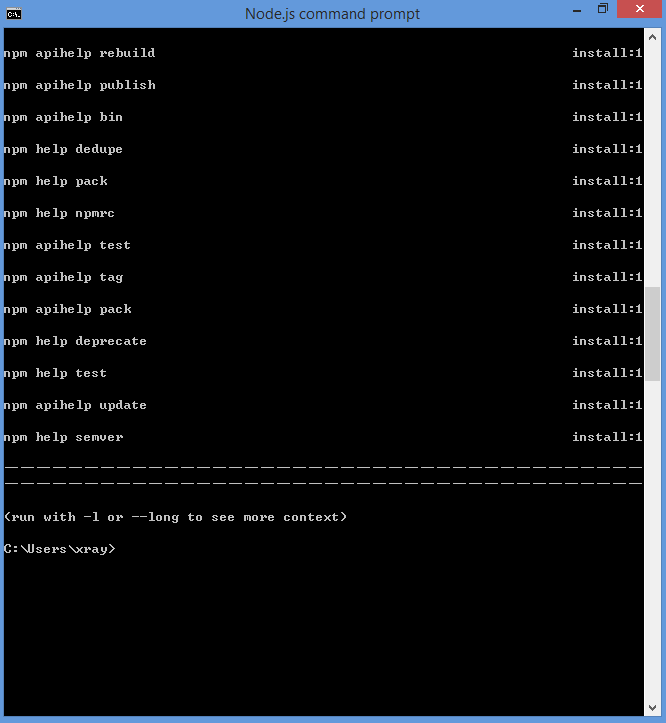 Node.js command prompt
npm apihelp rebuild install:1
npm apihelp publish install:1
npm apihelp bin install:1
npm help dedupe install:1
npm help pack install:1
npm help npmrc install:1
npm apihelp test install:1
npm apihelp tag install:1
npm apihelp pack install:1
npm help deprecate install:1
npm help test install:1
npm apihelp update install:1
npm help semver install:1
(run with -l or --long to see more context)
C:\Users\xray>